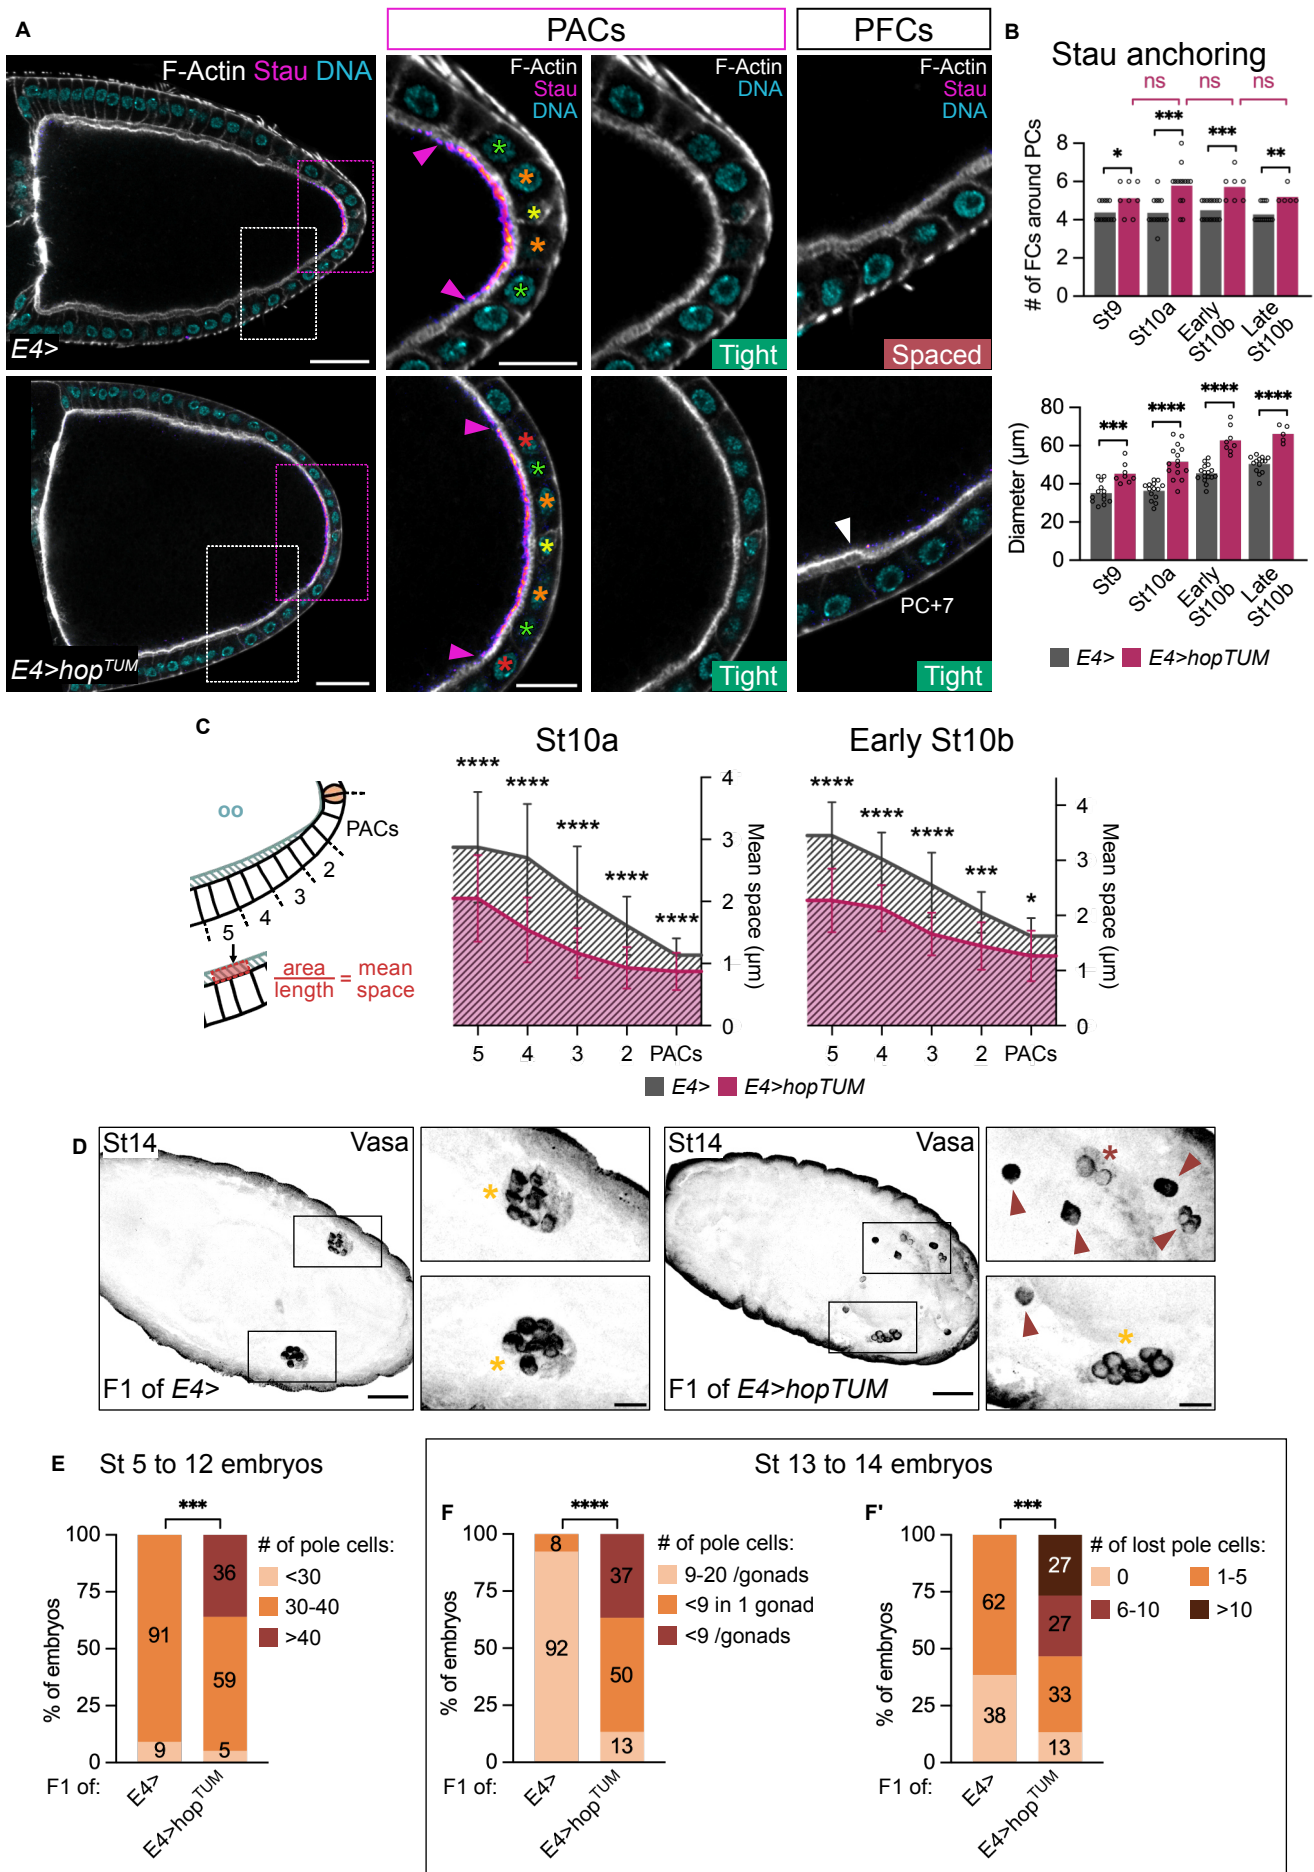 A
PACs
PFCs
B
F-Actin Stau DNA
F-Actin
Stau
DNA
F-Actin
DNA
F-Actin
Stau
DNA
*
*
*
*
*
E4>
Tight
Spaced
*
*
*
*
*
*
*
PC+7
E4>hopTUM
Tight
Tight
Stau anchoring
ns ns ns
* *** *** **
# of FCs around PCs
8
6
4
2
0
St9
St10a
Early
St10b
Late
St10b
*** **** **** ****
Diameter (µm)
80
60
40
20
0
St9
St10a
Early
St10b
Late
St10b
E4> E4>hopTUM
C
oo
PACs
2
3
4
5
area
length
=
mean
space
St10a
**** **** **** **** ****
4
3
2
1
0
Mean space (µm)
5 4 3 2 PACs
Early St10b
**** **** **** *** *
4
3
2
1
0
Mean space (µm)
5 4 3 2 PACs
E4> E4>hopTUM
D
St14 Vasa
F1 of E4>
*
*
St14 Vasa
F1 of E4>hopTUM
*
*
E St 5 to 12 embryos
***
% of embryos
100
75
50
25
0
91
9
36
59
5
# of pole cells:
<30
30-40
>40
F1 of:
E4>
E4>hopTUM
St 13 to 14 embryos
F
****
% of embryos
100
75
50
25
0
8
92
37
50
13
# of pole cells:
9-20 /gonads
<9 in 1 gonad
<9 /gonads
F1 of:
E4>
E4>hopTUM
F'
***
% of embryos
100
75
50
25
0
62
38
27
27
33
13
# of lost pole cells:
0 1-5
6-10 >10
F1 of:
E4>
E4>hopTUM